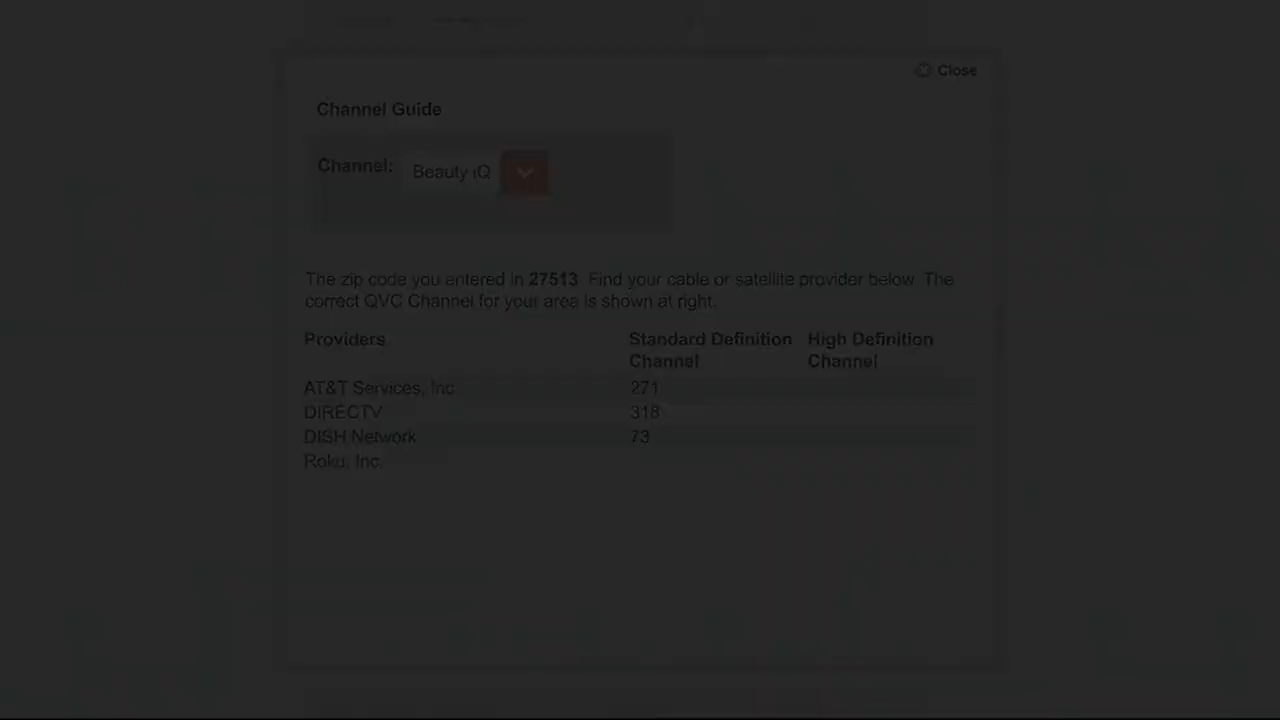 Close
Channel Guide
Channel: Beauty iQ
The zip code you entered in 27513. Find your cable or satellite provider below. The
correct QVC Channel for your area is shown at right.
Providers Standard Definition Channel High Definition Channel
AT&T Services, Inc. 271
DIRECTV 318
DISH Network 73
Roku, Inc.